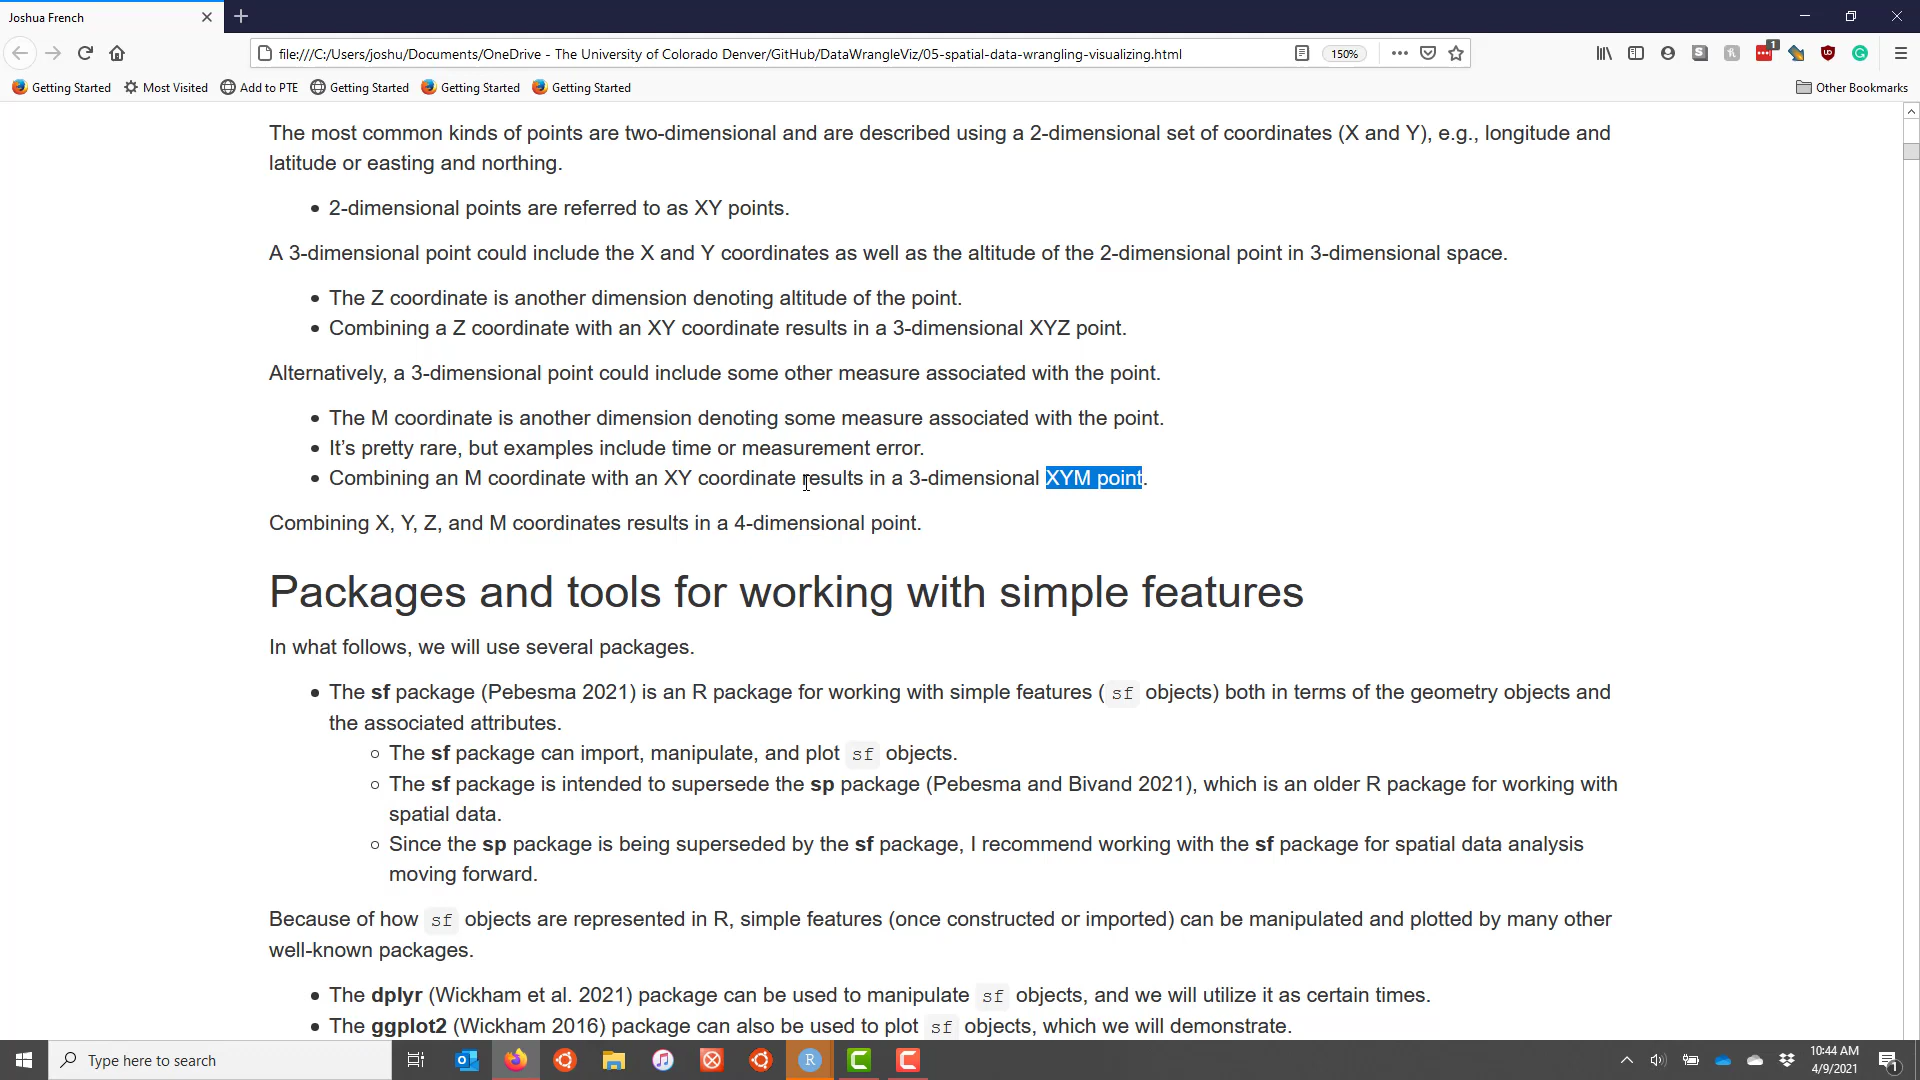 Joshua French
file:///C:/Users/joshu/Documents/OneDrive - The University of Colorado Denver/GitHub/DataWrangleViz/05-spatial-data-wrangling-visualizing.html
150%
1
Getting Started
Most Visited
Add to PTE
Getting Started
Getting Started
Getting Started
Other Bookmarks
The most common kinds of points are two-dimensional and are described using a 2-dimensional set of coordinates (X and Y), e.g., longitude and
latitude or easting and northing.
• 2-dimensional points are referred to as XY points.
A 3-dimensional point could include the X and Y coordinates as well as the altitude of the 2-dimensional point in 3-dimensional space.
• The Z coordinate is another dimension denoting altitude of the point.
• Combining a Z coordinate with an XY coordinate results in a 3-dimensional XYZ point.
Alternatively, a 3-dimensional point could include some other measure associated with the point.
• The M coordinate is another dimension denoting some measure associated with the point.
• It's pretty rare, but examples include time or measurement error.
• Combining an M coordinate with an XY coordinate results in a 3-dimensional XYM point.
Combining X, Y, Z, and M coordinates results in a 4-dimensional point.
Packages and tools for working with simple features
In what follows, we will use several packages.
• The sf package (Pebesma 2021) is an R package for working with simple features ( sf objects) both in terms of the geometry objects and
the associated attributes.
○ The sf package can import, manipulate, and plot sf objects.
○ The sf package is intended to supersede the sp package (Pebesma and Bivand 2021), which is an older R package for working with
spatial data.
○ Since the sp package is being superseded by the sf package, I recommend working with the sf package for spatial data analysis
moving forward.
Because of how sf objects are represented in R, simple features (once constructed or imported) can be manipulated and plotted by many other
well-known packages.
• The dplyr (Wickham et al. 2021) package can be used to manipulate sf objects, and we will utilize it as certain times.
• The ggplot2 (Wickham 2016) package can also be used to plot sf objects, which we will demonstrate.
Type here to search
10:44 AM
4/9/2021
1